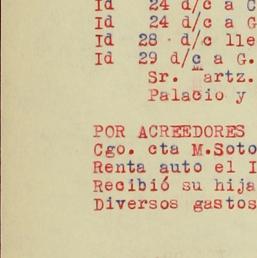 Id 24 d/c a C
Id 24 d/c a G
Id 28 d/c lle
Id 29 d/c a G.
Sr. artz.
Palacio y
POR ACREEDORES
Cgo. cta M.Soto
Renta auto el I
Recibió su hija
Diversos gastos